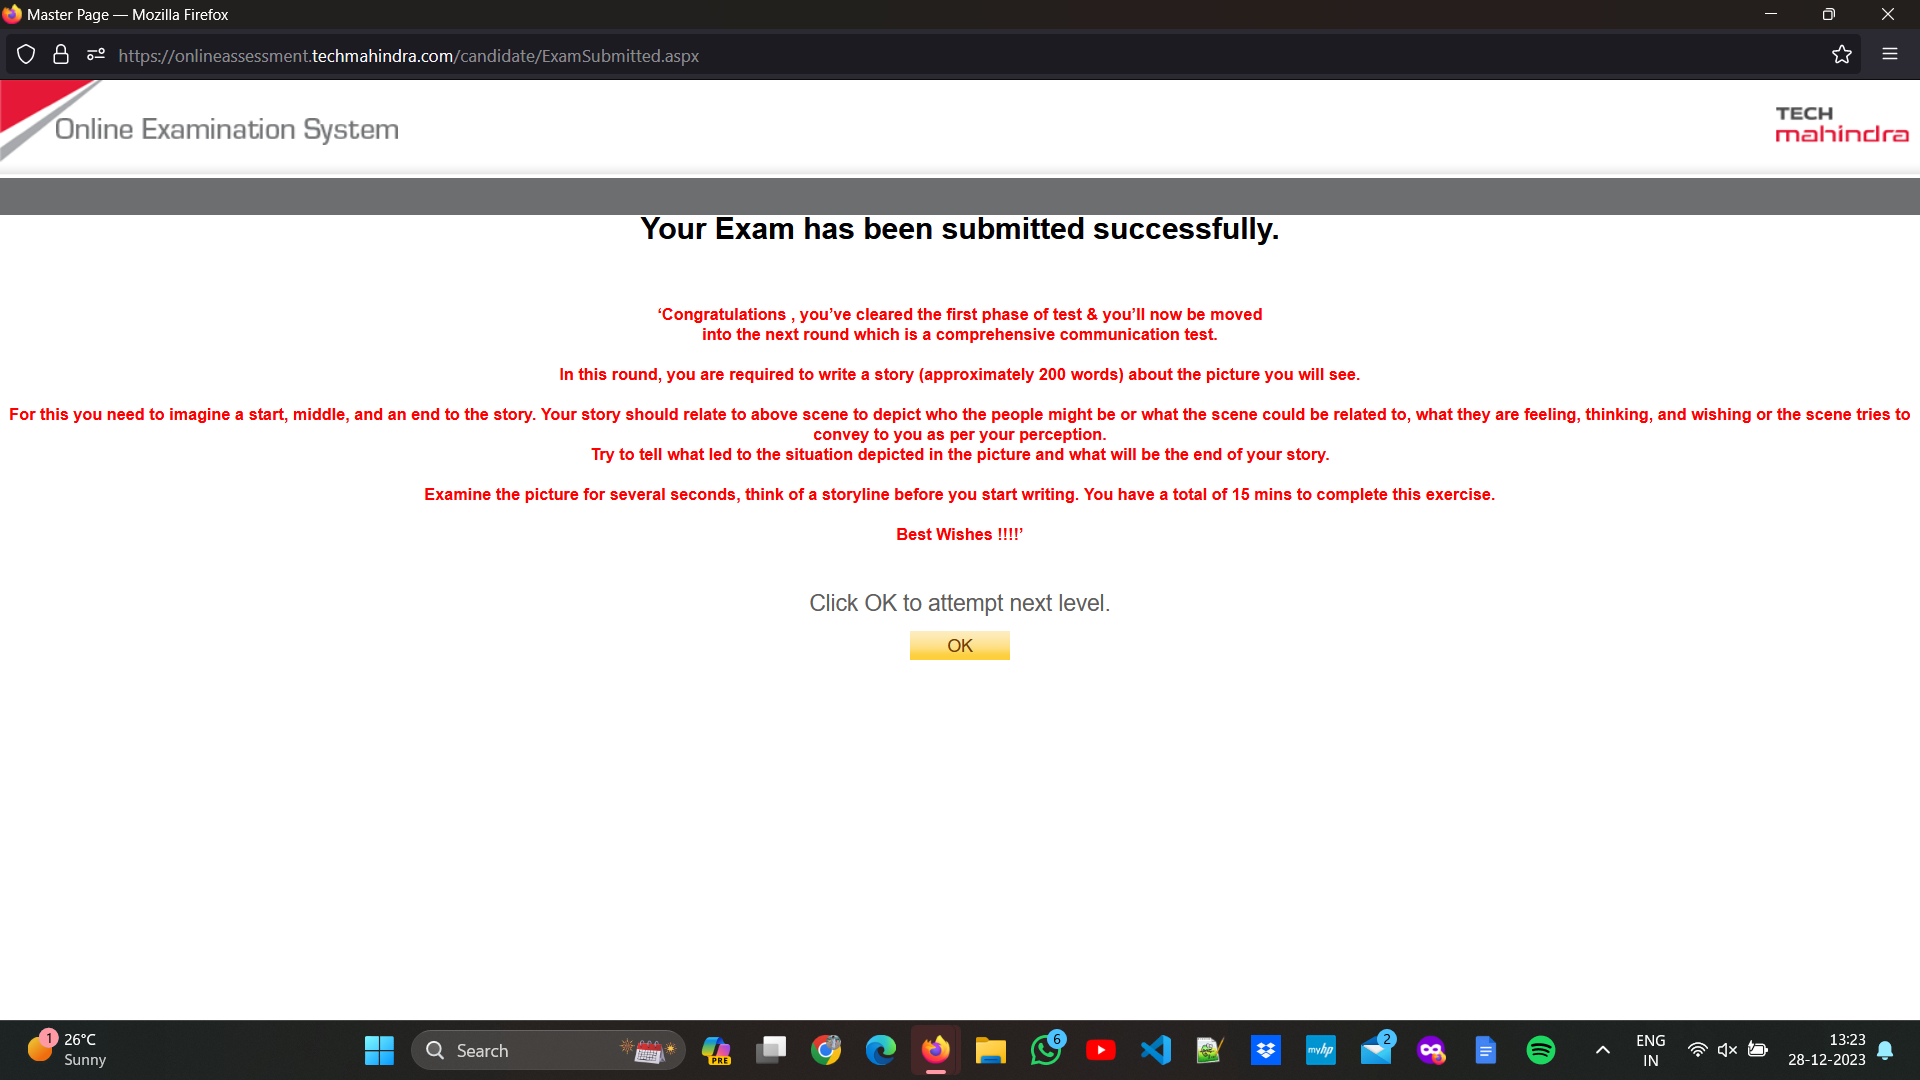 Master Page — Mozilla Firefox
https://onlineassessment.techmahindra.com/candidate/ExamSubmitted.aspx
Online Examination System
TECH
mahindra
Your Exam has been submitted successfully.
‘Congratulations , you’ve cleared the first phase of test & you’ll now be moved
into the next round which is a comprehensive communication test.
In this round, you are required to write a story (approximately 200 words) about the picture you will see.
For this you need to imagine a start, middle, and an end to the story. Your story should relate to above scene to depict who the people might be or what the scene could be related to, what they are feeling, thinking, and wishing or the scene tries to
convey to you as per your perception.
Try to tell what led to the situation depicted in the picture and what will be the end of your story.
Examine the picture for several seconds, think of a storyline before you start writing. You have a total of 15 mins to complete this exercise.
Best Wishes !!!!’
Click OK to attempt next level.
OK
1
26°C
Sunny
Search
PRE
6
myhp
2
ENG
IN
13:23
28-12-2023